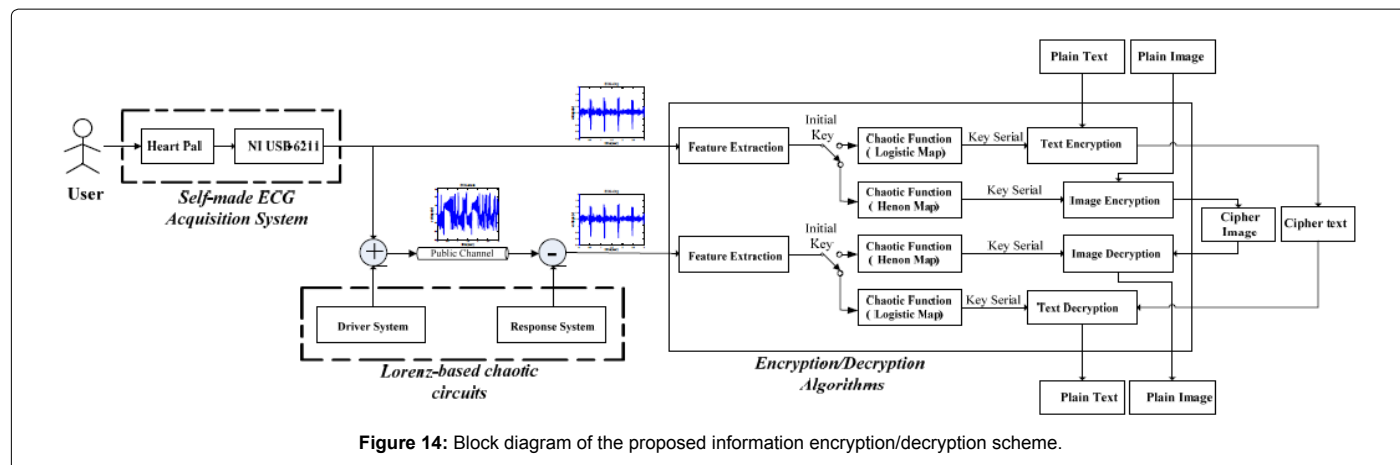 Plain Text
Plain Image
Initial
Key
Heart Pall
NI USB-6211
Feature Extraction
Chaotic Function
( Logistic Map)
Key Serial
Text Encryption
User
Self-made ECG
Acquisition System
Chaotic Function
( Henon Map)
Key Serial
Image Encryption
Cipher
Image
Cipher text
+
Public Channel
-
Initial
Key
Feature Extraction
Chaotic Function
( Henon Map)
Key Serial
Image Decryption
Chaotic Function
( Logistic Map)
Key Serial
Text Decryption
Driver System
Response System
Lorenz-based chaotic
circuits
Encryption/Decryption
Algorithms
Plain Text
Plain Image
Figure 14: Block diagram of the proposed information encryption/decryption scheme.